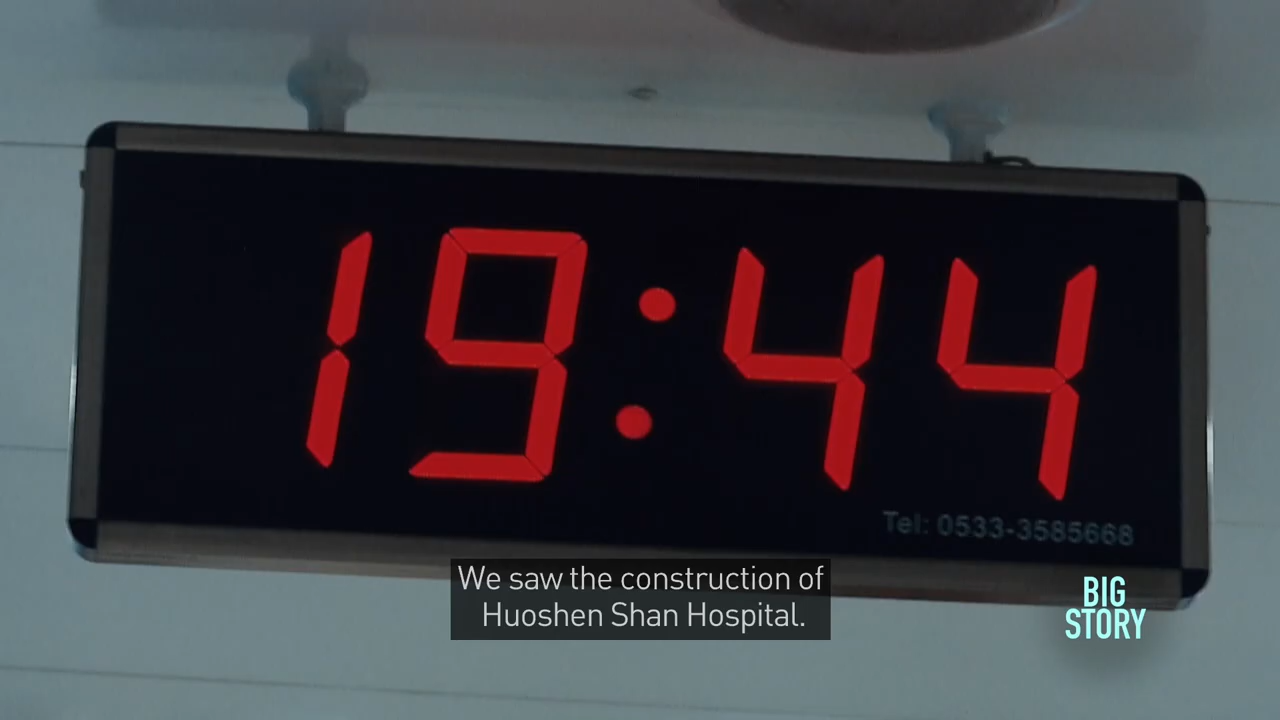 19:44
Tel: 0533-3585668
We saw the construction of
Huoshen Shan Hospital.
BIG
STORY